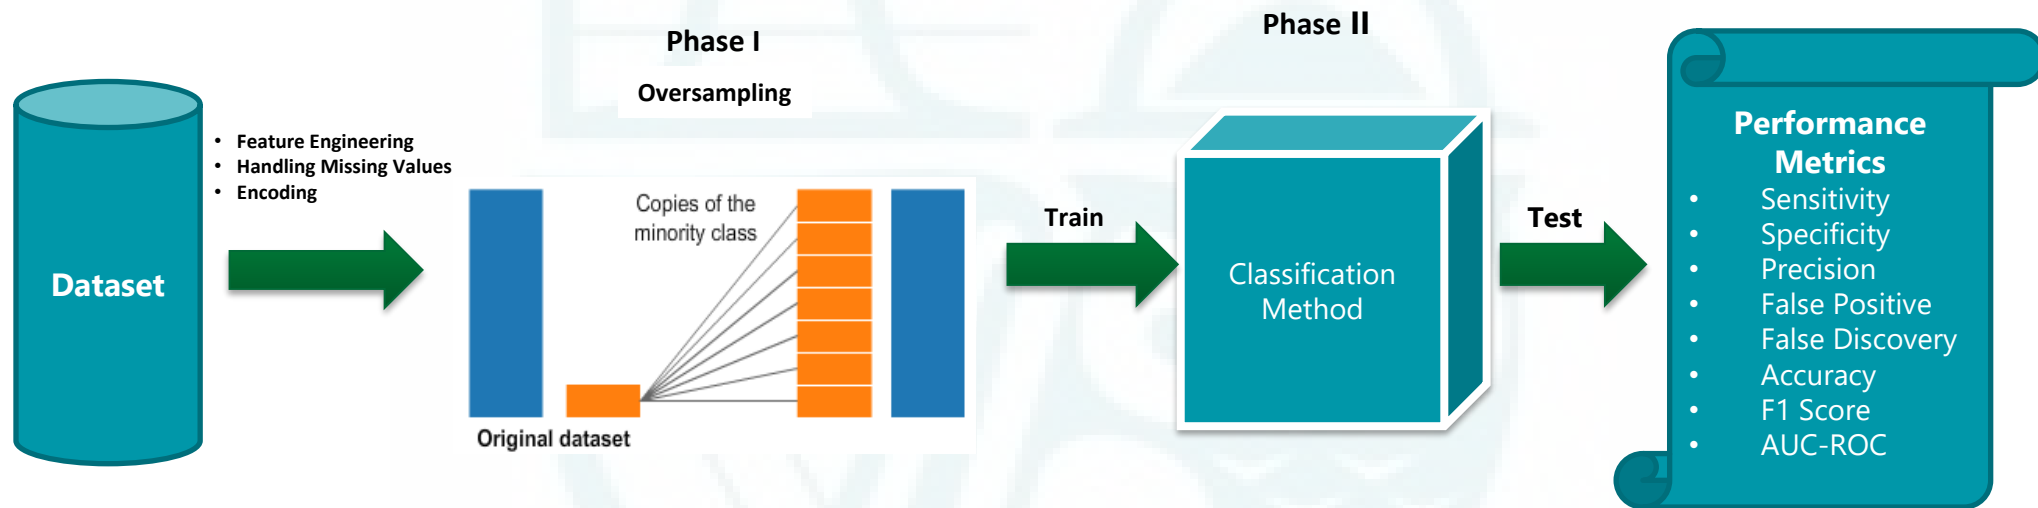 Dataset
• Feature Engineering
• Handling Missing Values
• Encoding
Phase I
Oversampling
Copies of the
minority class
Original dataset
Train
Phase II
Classification
Method
Test
Performance
Metrics
• Sensitivity
• Specificity
• Precision
• False Positive
• False Discovery
• Accuracy
• F1 Score
• AUC-ROC